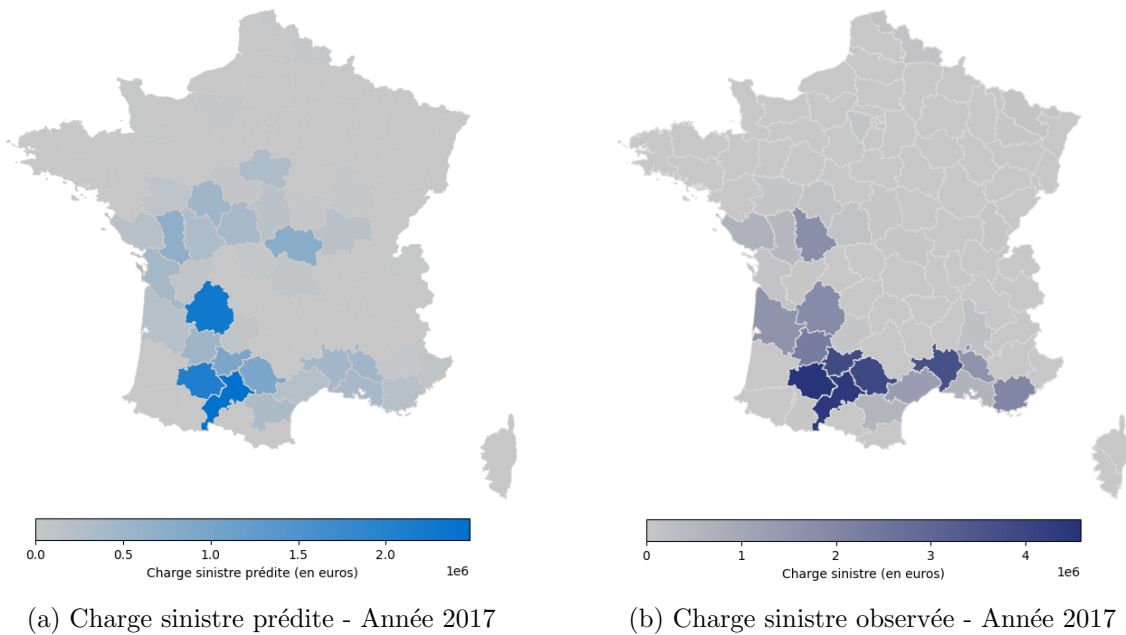 0.0 0.5 1.0 1.5 2.0
Charge sinistre prédite (en euros) 1e6
0 1 2 3 4
Charge sinistre (en euros) 1e6
(a) Charge sinistre prédite - Année 2017
(b) Charge sinistre observée - Année 2017